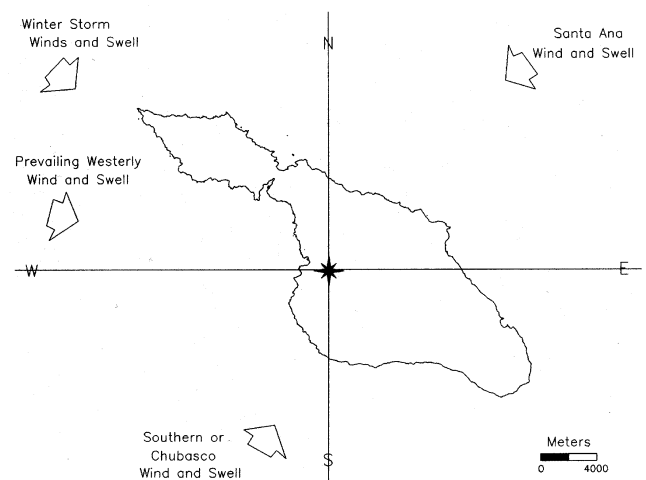 Winter Storm
Winds and Swell
N
Santa Ana
Wind and Swell
Prevailing Westerly
Wind and Swell
W
E
Southern or
Chubasco
Wind and Swell
S
Meters
0 4000